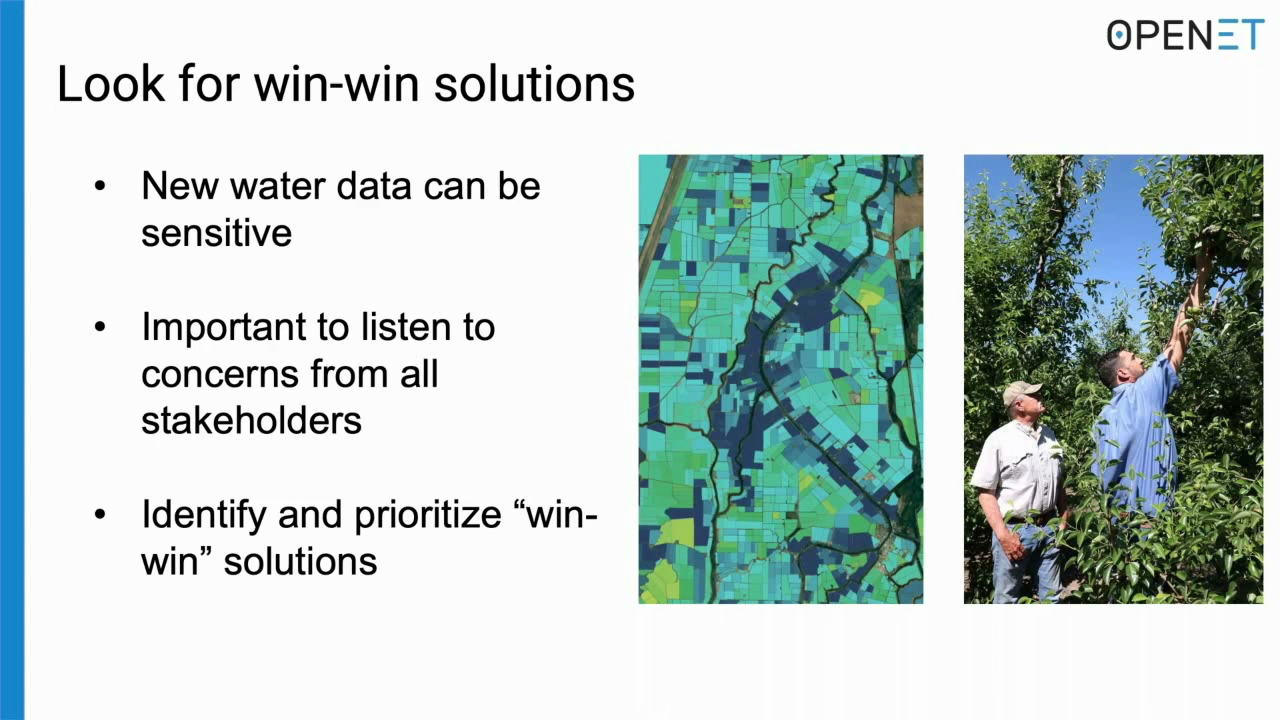 OPENET
Look for win-win solutions
• New water data can be
sensitive
• Important to listen to
concerns from all
stakeholders
• Identify and prioritize “win-
win” solutions